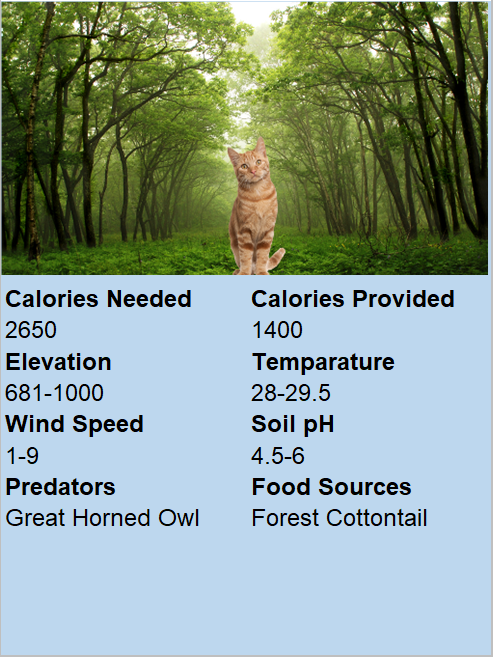 Calories Needed
Calories Provided
2650
1400
Elevation
Temparature
681-1000
28-29.5
Wind Speed
Soil pH
1-9
4.5-6
Predators
Food Sources
Great Horned Owl
Forest Cottontail